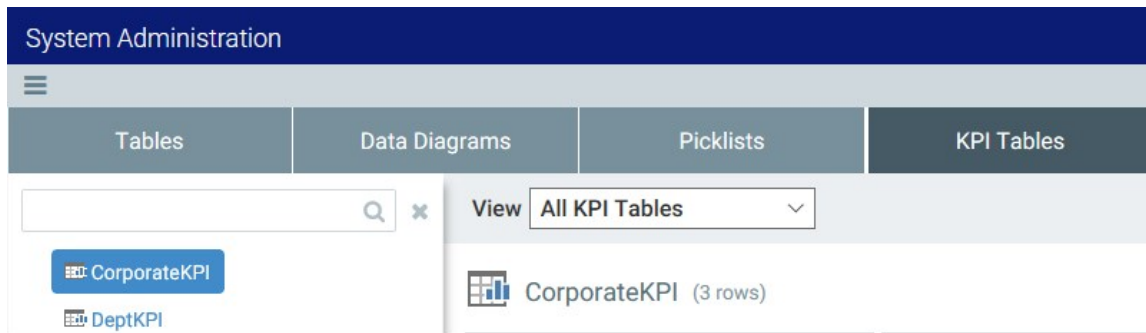 System Administration
Tables Data Diagrams Picklists KPI Tables
View All KPI Tables
CorporateKPI
DeptKPI
CorporateKPI (3 rows)